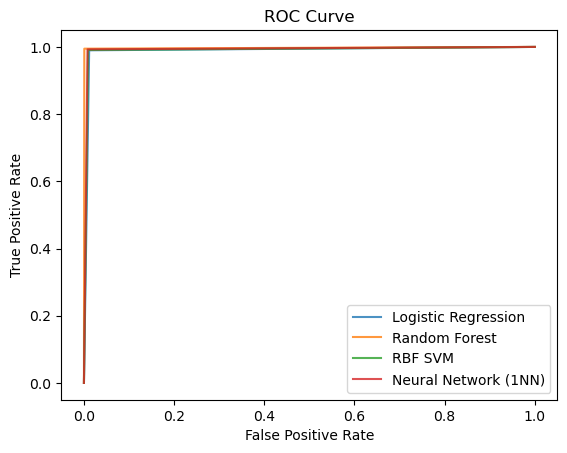 ROC Curve
True Positive Rate
1.0
0.8
0.6
0.4
0.2
0.0
Logistic Regression
Random Forest
RBF SVM
Neural Network (1NN)
0.0 0.2 0.4 0.6 0.8 1.0
False Positive Rate